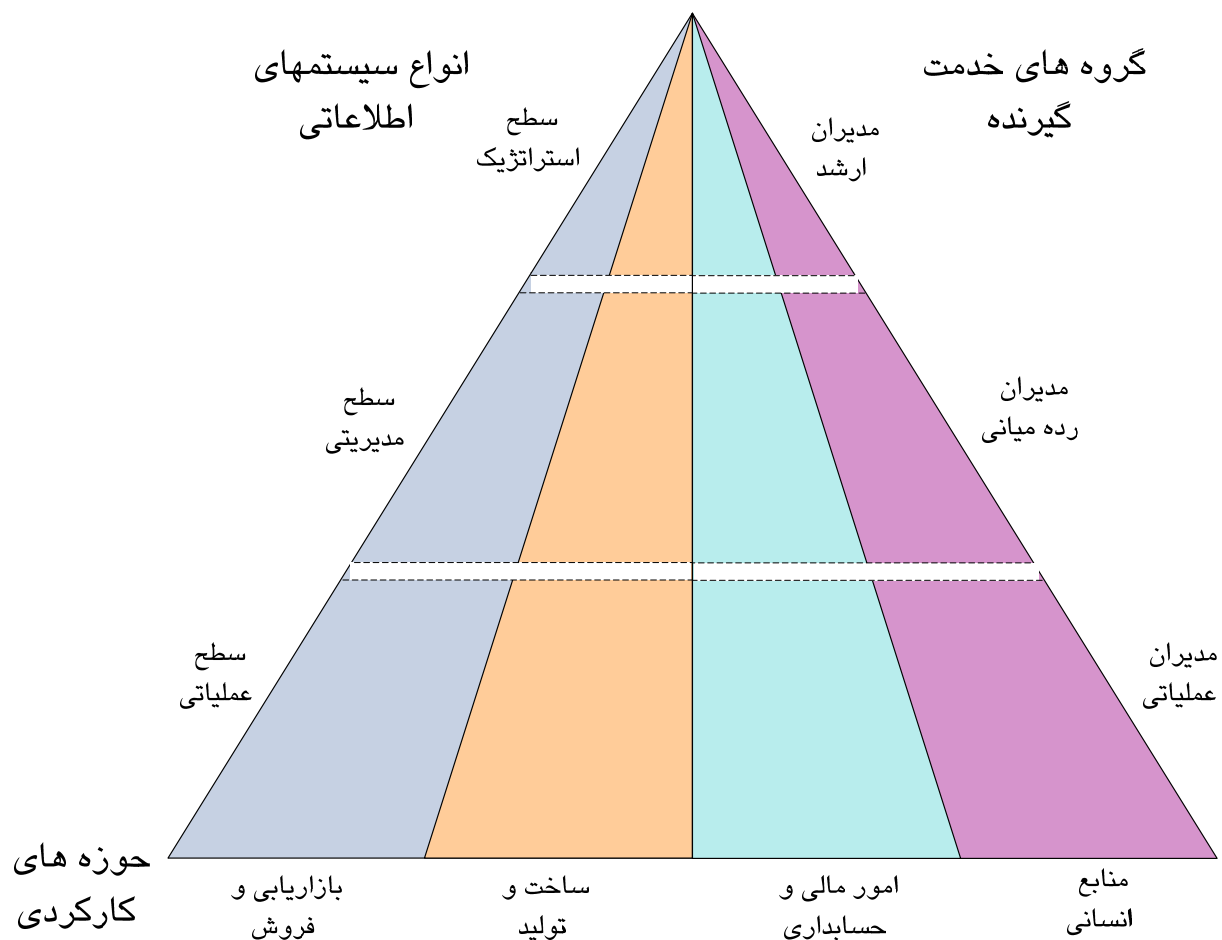 گروه های خدمت
گیرنده
انواع سیستمهای
اطلاعاتی
مدیران
ارشد
سطح
استراتژیک
مدیران
رده میانی
سطح
مدیریتی
مدیران
عملیاتی
سطح
عملیاتی
منابع
انسانی
امور مالی و
حسابداری
ساخت و
تولید
بازاریابی و
فروش
حوزه های
کارکردی